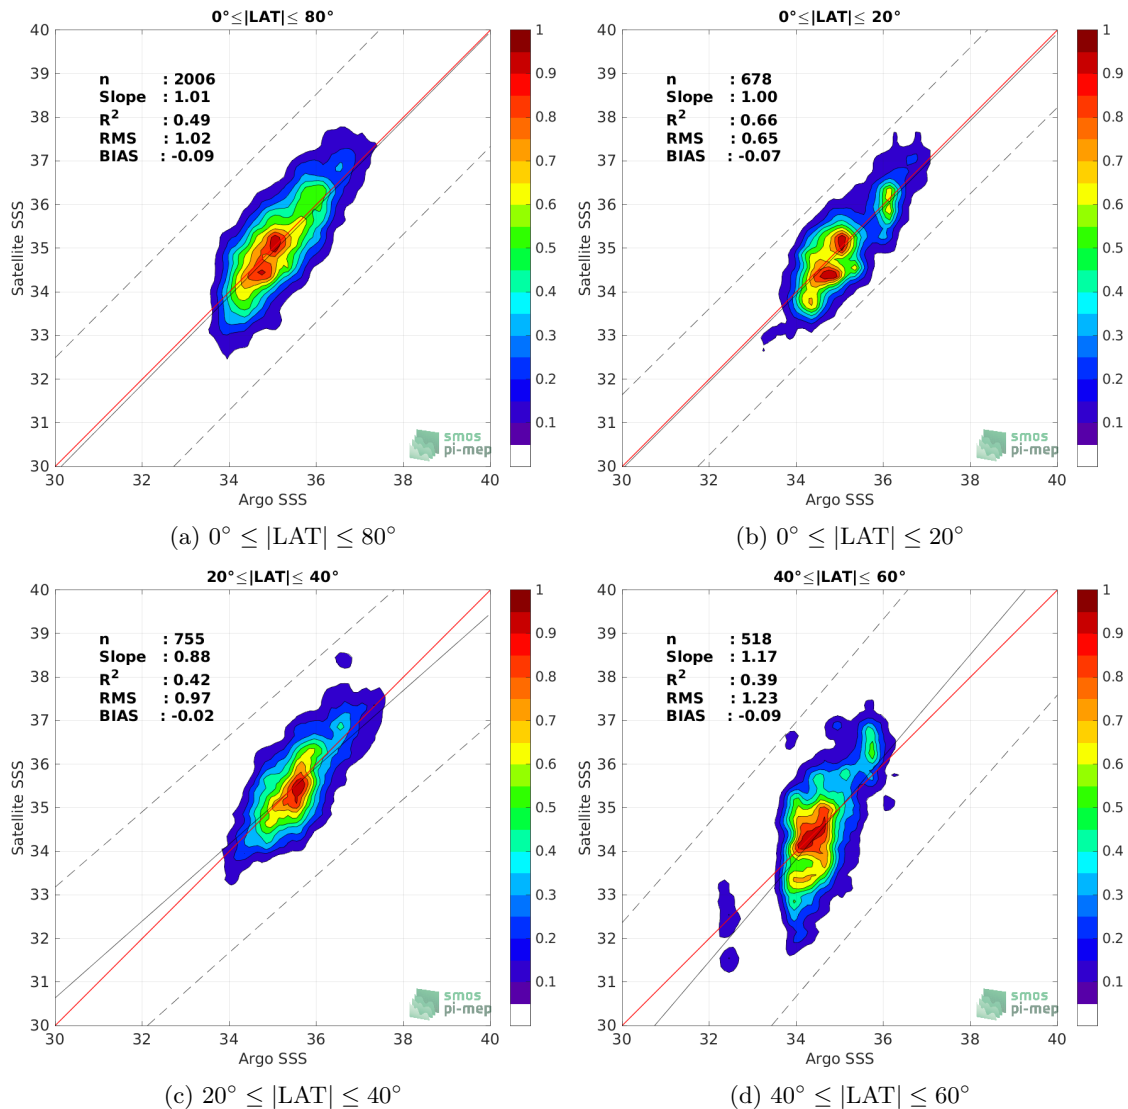 0°≤|LAT|≤ 80°
40
39
38
37
36
35
34
33
32
31
30
Satellite SSS
n : 2006
Slope : 1.01
R² : 0.49
RMS : 1.02
BIAS : -0.09
smos
pi-mep
30 32 34 36 38 40
Argo SSS
1
0.9
0.8
0.7
0.6
0.5
0.4
0.3
0.2
0.1
(a) 0° ≤ |LAT| ≤ 80°
0°≤|LAT|≤ 20°
40
39
38
37
36
35
34
33
32
31
30
Satellite SSS
n : 678
Slope : 1.00
R² : 0.66
RMS : 0.65
BIAS : -0.07
smos
pi-mep
30 32 34 36 38 40
Argo SSS
1
0.9
0.8
0.7
0.6
0.5
0.4
0.3
0.2
0.1
(b) 0° ≤ |LAT| ≤ 20°
20°≤|LAT|≤ 40°
40
39
38
37
36
35
34
33
32
31
30
Satellite SSS
n : 755
Slope : 0.88
R² : 0.42
RMS : 0.97
BIAS : -0.02
smos
pi-mep
30 32 34 36 38 40
Argo SSS
1
0.9
0.8
0.7
0.6
0.5
0.4
0.3
0.2
0.1
(c) 20° ≤ |LAT| ≤ 40°
40°≤|LAT|≤ 60°
40
39
38
37
36
35
34
33
32
31
30
Satellite SSS
n : 518
Slope : 1.17
R² : 0.39
RMS : 1.23
BIAS : -0.09
smos
pi-mep
30 32 34 36 38 40
Argo SSS
1
0.9
0.8
0.7
0.6
0.5
0.4
0.3
0.2
0.1
(d) 40° ≤ |LAT| ≤ 60°